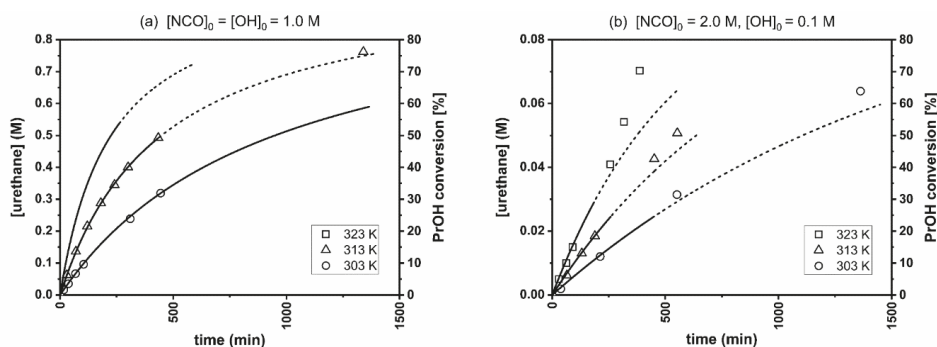 (a) [NCO]0 = [OH]0 = 1.0 M
0.8
0.7
0.6
0.5
0.4
0.3
0.2
0.1
0.0
[urethane] (M)
80
70
60
50
40
30
20
10
0
PrOH conversion [%]
323 K
313 K
303 K
0
500
1000
1500
time (min)
(b) [NCO]0 = 2.0 M, [OH]0 = 0.1 M
0.08
0.06
0.04
0.02
0.00
[urethane] (M)
80
70
60
50
40
30
20
10
0
PrOH conversion [%]
323 K
313 K
303 K
0
500
1000
1500
time (min)